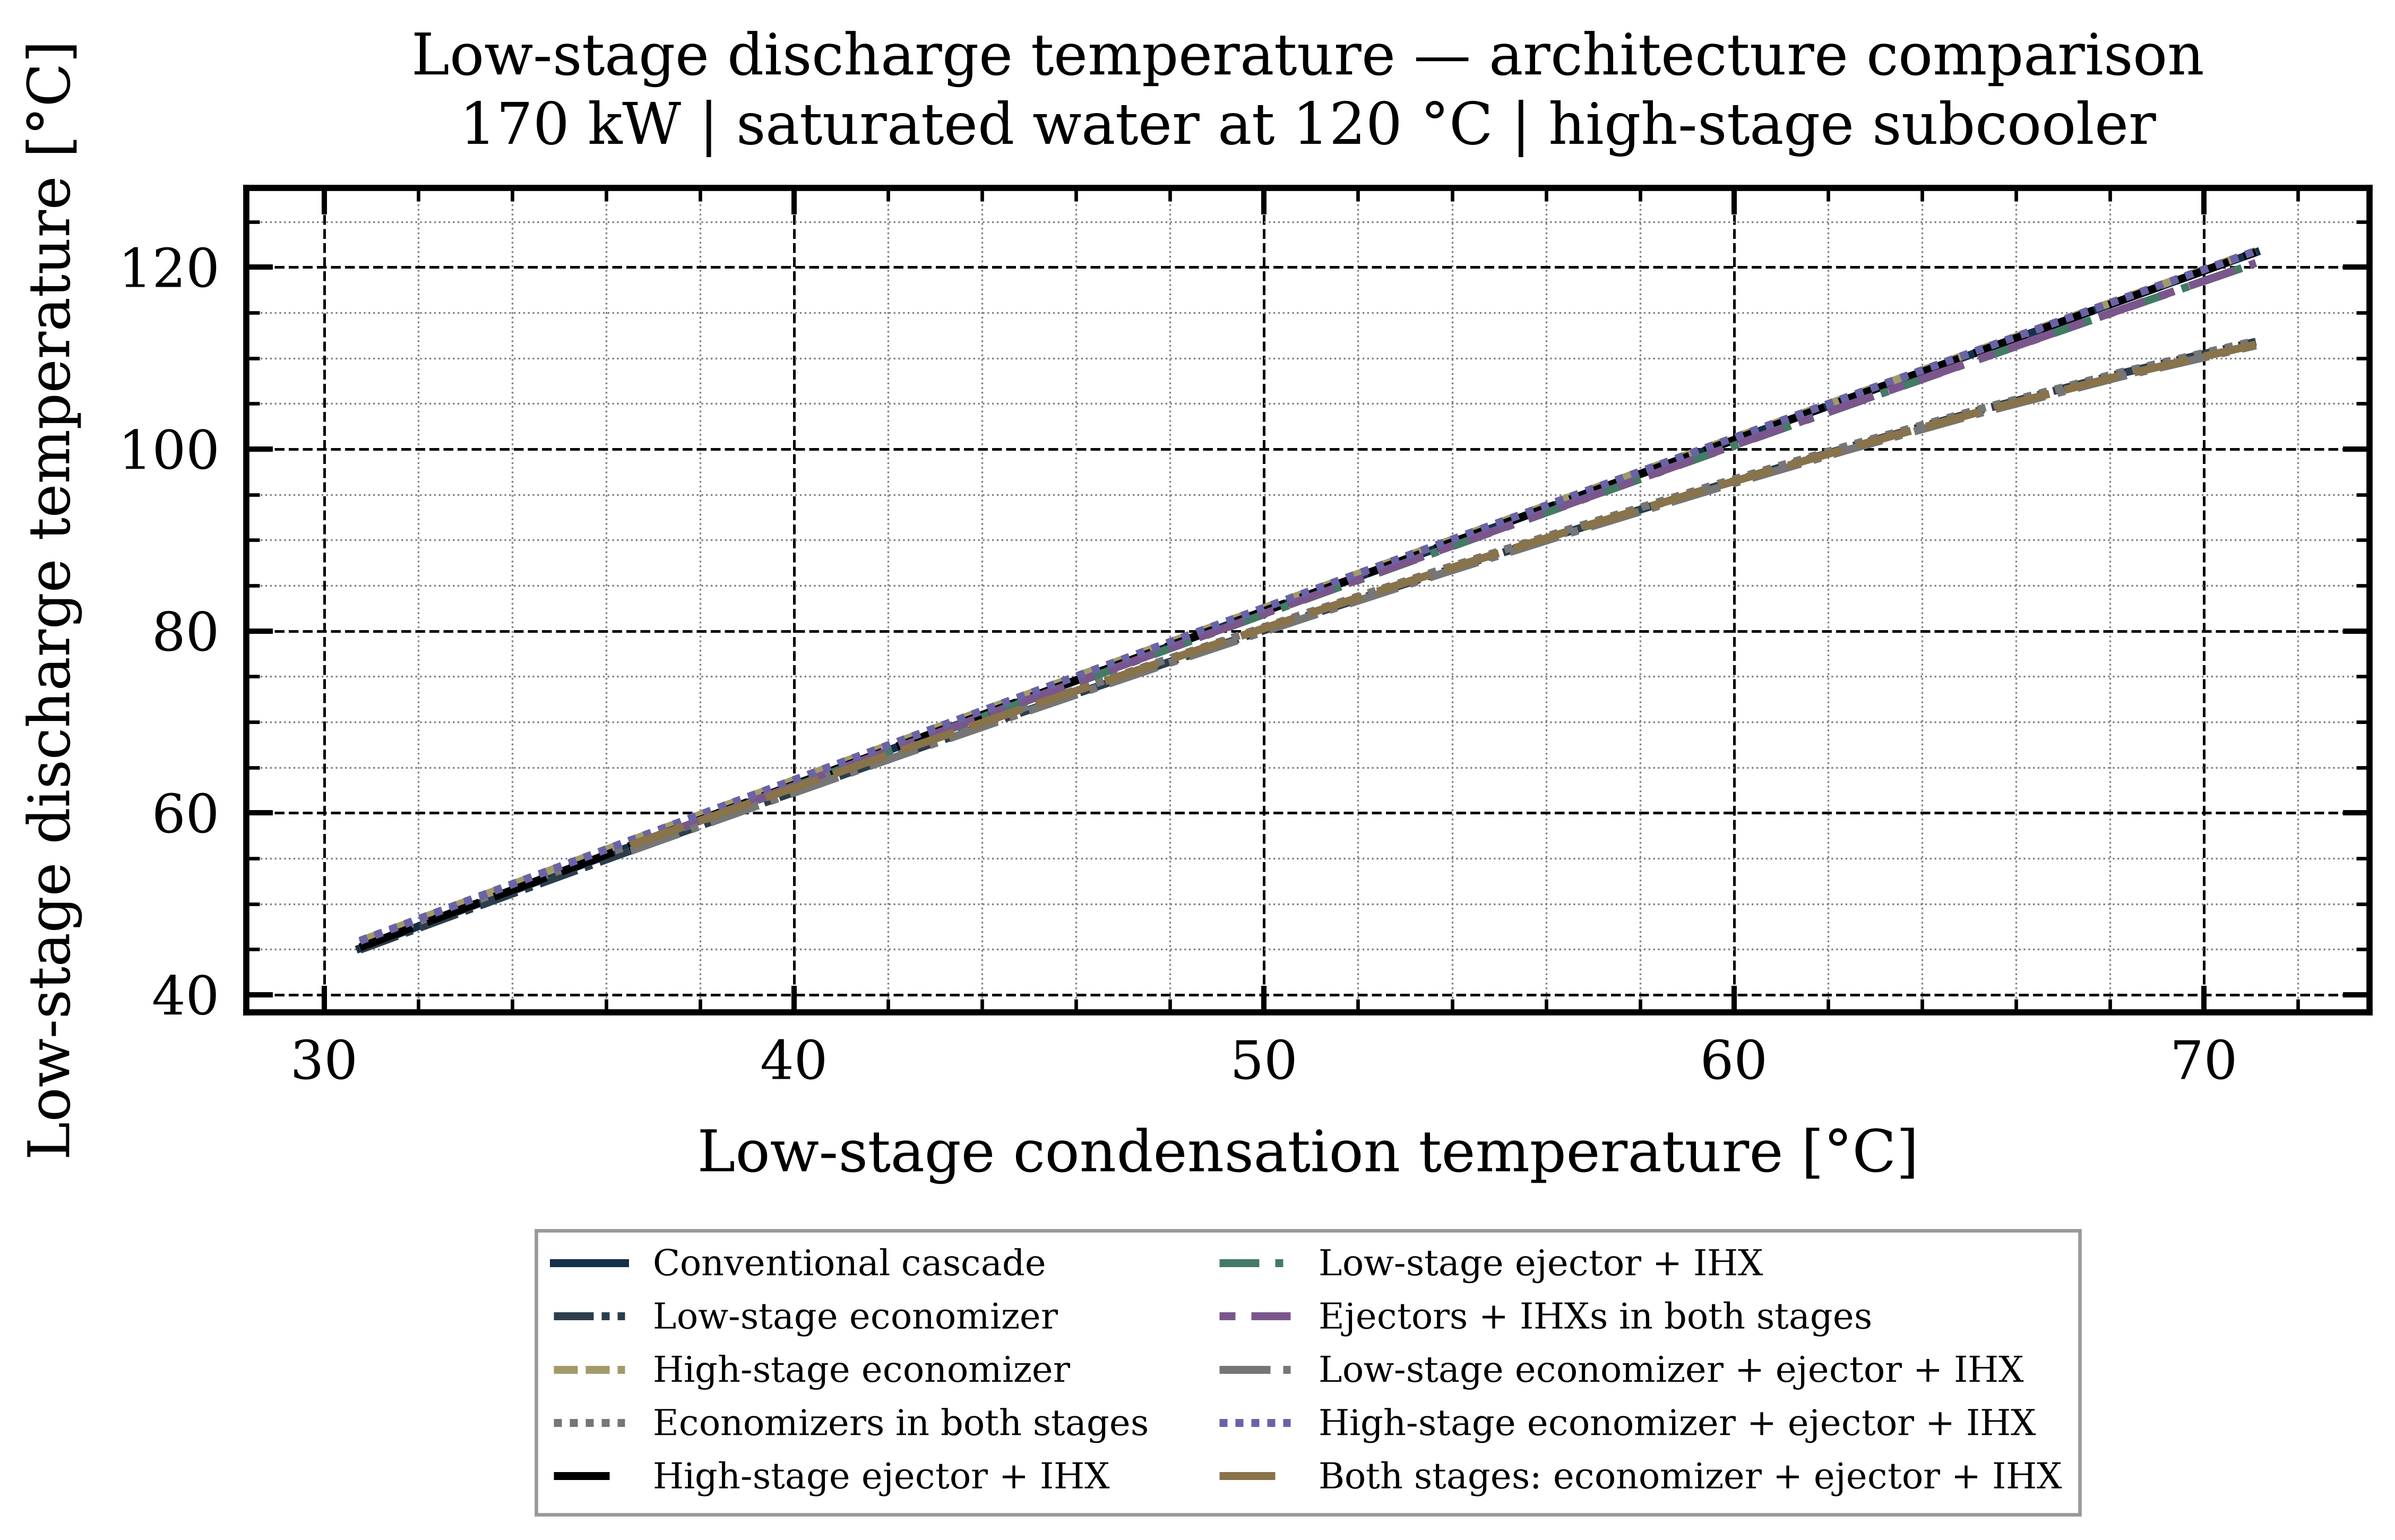 Low-stage discharge temperature — architecture comparison
170 kW | saturated water at 120 °C | high-stage subcooler
Low-stage discharge temperature [°C]
120
100
80
60
40
30 40 50 60 70
Low-stage condensation temperature [°C]
Conventional cascade
Low-stage economizer
High-stage economizer
Economizers in both stages
High-stage ejector + IHX
Low-stage ejector + IHX
Ejectors + IHXs in both stages
Low-stage economizer + ejector + IHX
High-stage economizer + ejector + IHX
Both stages: economizer + ejector + IHX